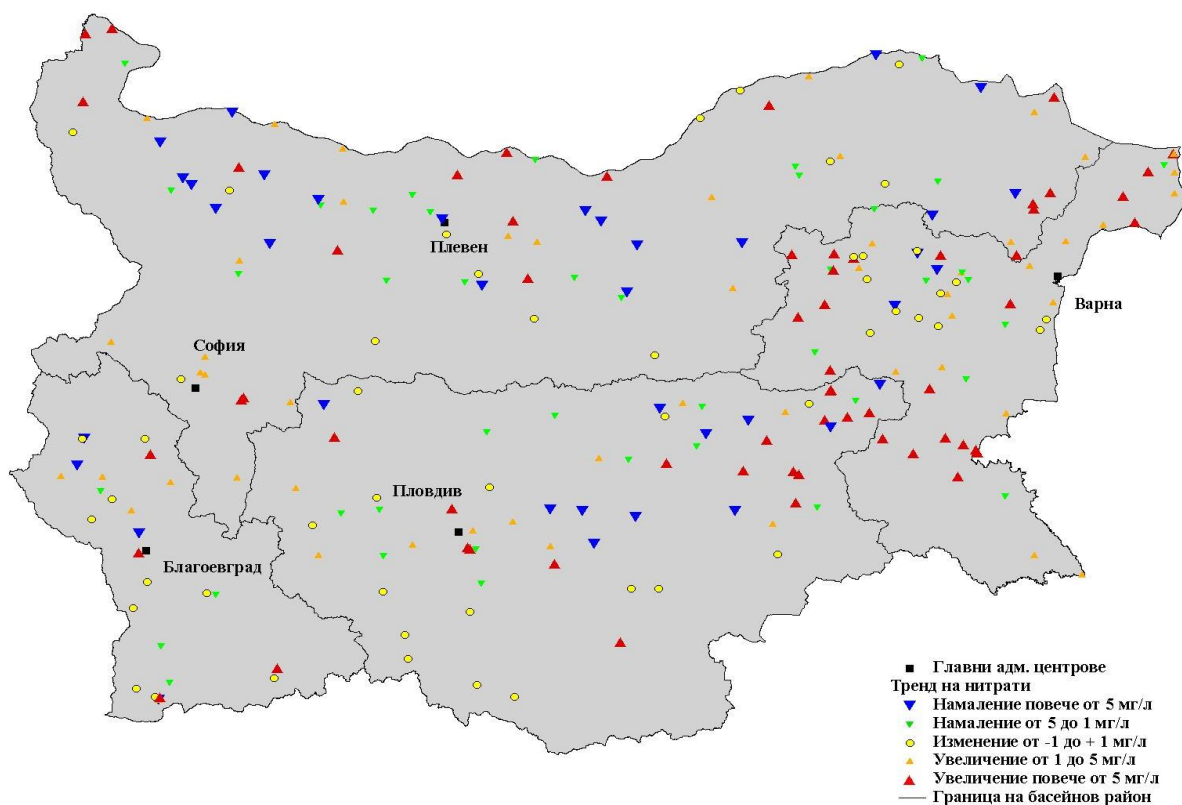 Плевен
Варна
София
Пловдив
Благоевград
Главни адм. центрове
Тренд на нитрати
Намаление повече от 5 мг/л
Намаление от 5 до 1 мг/л
Изменение от -1 до + 1 мг/л
Увеличение от 1 до 5 мг/л
Увеличение повече от 5 мг/л
Граница на басейнов район